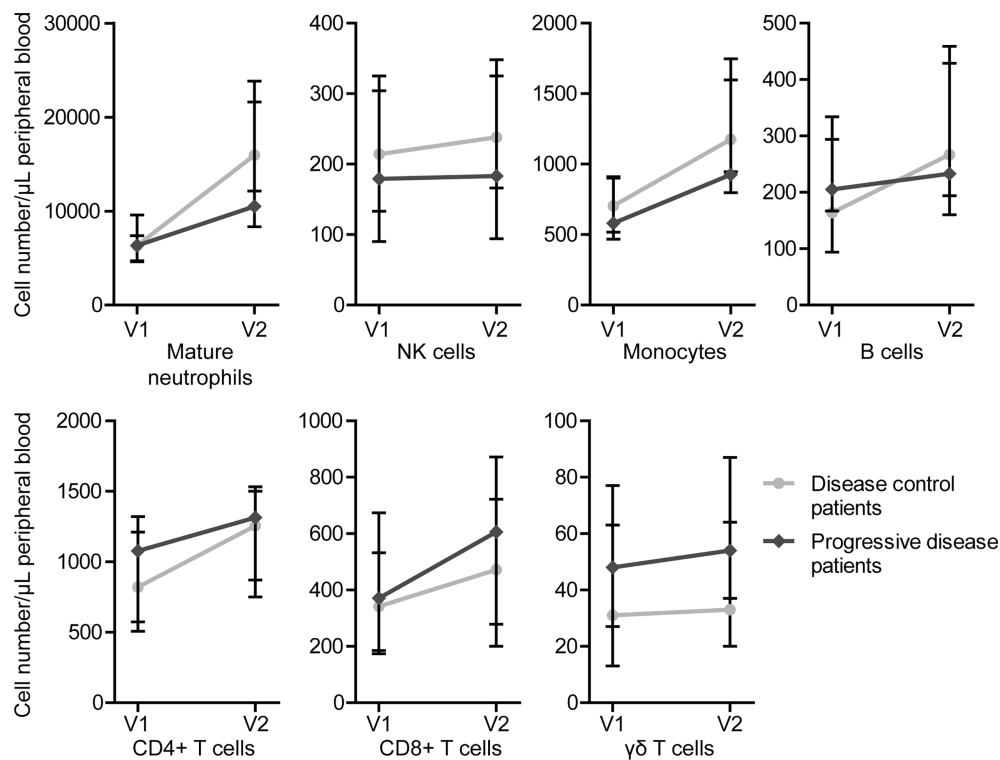 Cell number/µL peripheral blood
30000
20000
10000
0
V1 V2
Mature
neutrophils
400
300
200
100
0
V1 V2
NK cells
2000
1500
1000
500
0
V1 V2
Monocytes
500
400
300
200
100
0
V1 V2
B cells
Cell number/µL peripheral blood
2000
1500
1000
500
0
V1 V2
CD4+ T cells
1000
800
600
400
200
0
V1 V2
CD8+ T cells
100
80
60
40
20
0
V1 V2
γδ T cells
Disease control
patients
Progressive disease
patients